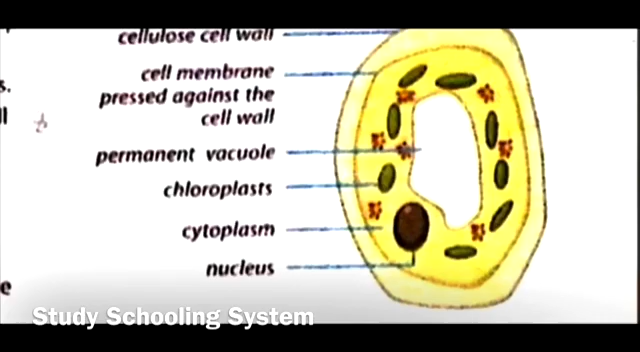 cellulose cell wall
s.
cell membrane
pressed against the
cell wall
permanent vacuole
chloroplasts
cytoplasm
nucleus
e
Study Schooling System